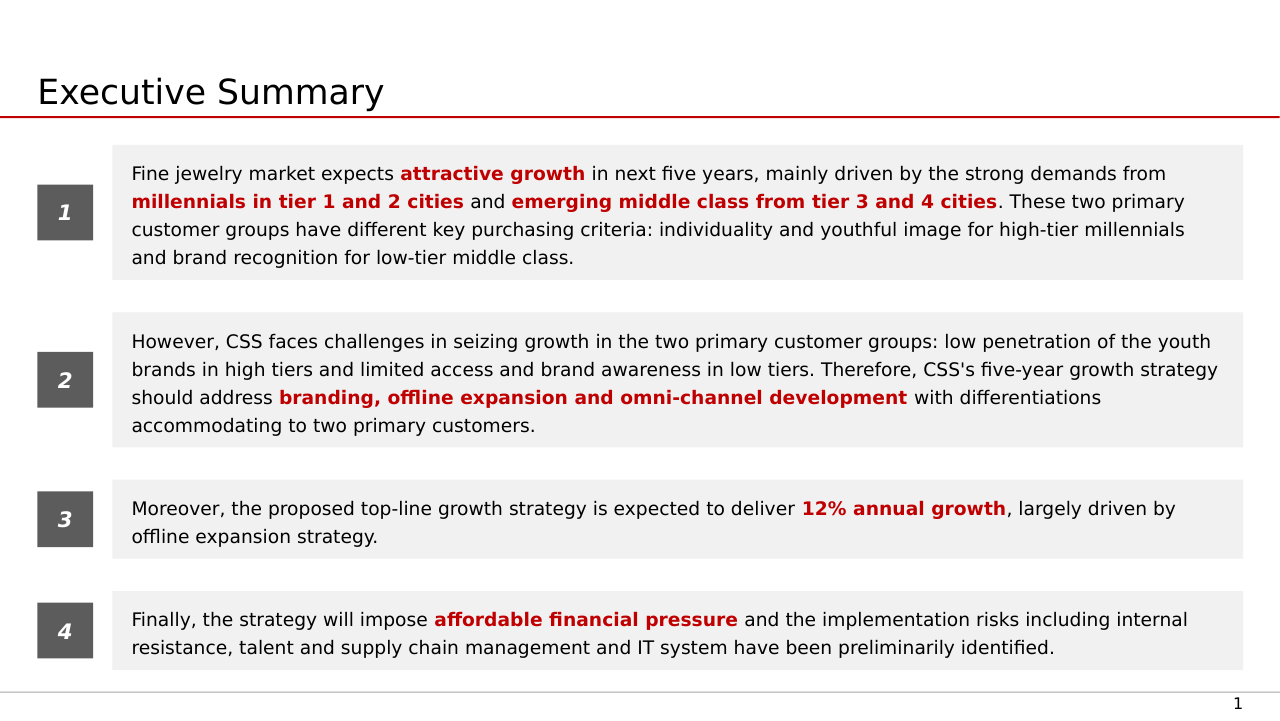 Executive Summary
1
Fine jewelry market expects attractive growth in next five years, mainly driven by the strong demands from
millennials in tier 1 and 2 cities and emerging middle class from tier 3 and 4 cities. These two primary
customer groups have different key purchasing criteria: individuality and youthful image for high-tier millennials
and brand recognition for low-tier middle class.
2
However, CSS faces challenges in seizing growth in the two primary customer groups: low penetration of the youth
brands in high tiers and limited access and brand awareness in low tiers. Therefore, CSS's five-year growth strategy
should address branding, offline expansion and omni-channel development with differentiations
accommodating to two primary customers.
3
Moreover, the proposed top-line growth strategy is expected to deliver 12% annual growth, largely driven by
offline expansion strategy.
4
Finally, the strategy will impose affordable financial pressure and the implementation risks including internal
resistance, talent and supply chain management and IT system have been preliminarily identified.
1